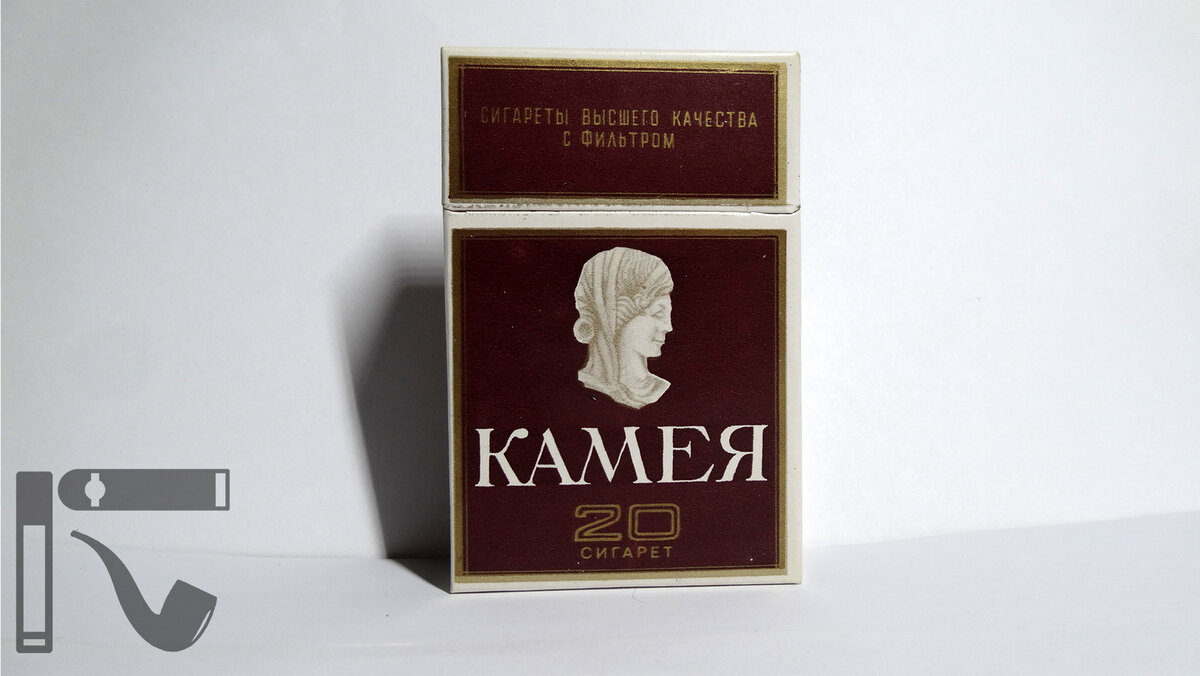 СИГАРЕТЫ ВЫСШЕГО КАЧЕСТВА
С ФИЛЬТРОМ
КАМЕЯ
20
СИГАРЕТ